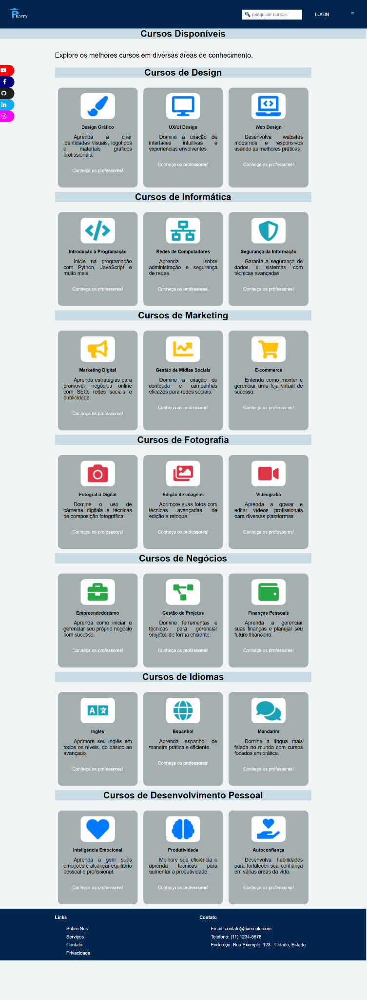 PROFFY
🔍 pesquisar cursos
LOGIN
☰
Cursos Disponíveis
Explore os melhores cursos em diversas áreas de conhecimento.
Cursos de Design
Design Gráfico
Aprenda a criar
identidades visuais, logotipos
e materiais gráficos
profissionais.
Conheça os professores!
UX/UI Design
Domine a criação de
interfaces intuitivas e
experiências envolventes.
Conheça os professores!
Web Design
Desenvolva websites
modernos e responsivos
usando as melhores práticas.
Conheça os professores!
Cursos de Informática
Introdução à Programação
Inicie na programação
com Python, JavaScript e
muito mais.
Conheça os professores!
Redes de Computadores
Aprenda sobre
administração e segurança
de redes.
Conheça os professores!
Segurança da Informação
Garanta a segurança de
dados e sistemas com
técnicas avançadas.
Conheça os professores!
Cursos de Marketing
Marketing Digital
Aprenda estratégias para
promover negócios online
com SEO, redes sociais e
publicidade.
Conheça os professores!
Gestão de Mídias Sociais
Domine a criação de
conteúdo e campanhas
eficazes para redes sociais.
Conheça os professores!
E-commerce
Entenda como montar e
gerenciar uma loja virtual de
sucesso.
Conheça os professores!
Cursos de Fotografia
Fotografia Digital
Domine o uso de
câmeras digitais e técnicas
de composição fotográfica.
Conheça os professores!
Edição de Imagens
Aprimore suas fotos com
técnicas avançadas de
edição e retoque.
Conheça os professores!
Videografia
Aprenda a gravar e
editar vídeos profissionais
para diversas plataformas.
Conheça os professores!
Cursos de Negócios
Empreendedorismo
Aprenda como iniciar e
gerenciar seu próprio negócio
com sucesso.
Conheça os professores!
Gestão de Projetos
Domine ferramentas e
técnicas para gerenciar
projetos de forma eficiente.
Conheça os professores!
Finanças Pessoais
Aprenda a gerenciar
suas finanças e planejar seu
futuro financeiro.
Conheça os professores!
Cursos de Idiomas
Inglês
Aprimore seu inglês em
todos os níveis, do básico ao
avançado.
Conheça os professores!
Espanhol
Aprenda espanhol de
maneira prática e eficiente.
Conheça os professores!
Mandarim
Domine a língua mais
falada no mundo com cursos
focados em prática.
Conheça os professores!
Cursos de Desenvolvimento Pessoal
Inteligência Emocional
Aprenda a gerir suas
emoções e alcançar equilíbrio
pessoal e profissional.
Conheça os professores!
Produtividade
Melhore sua eficiência e
aprenda técnicas para
aumentar a produtividade.
Conheça os professores!
Autoconfiança
Desenvolva habilidades
para fortalecer sua confiança
em várias áreas da vida.
Conheça os professores!
Links
Sobre Nós
Serviços
Contato
Privacidade
Contato
Email: contato@exemplo.com
Telefone: (11) 1234-5678
Endereço: Rua Exemplo, 123 - Cidade, Estado